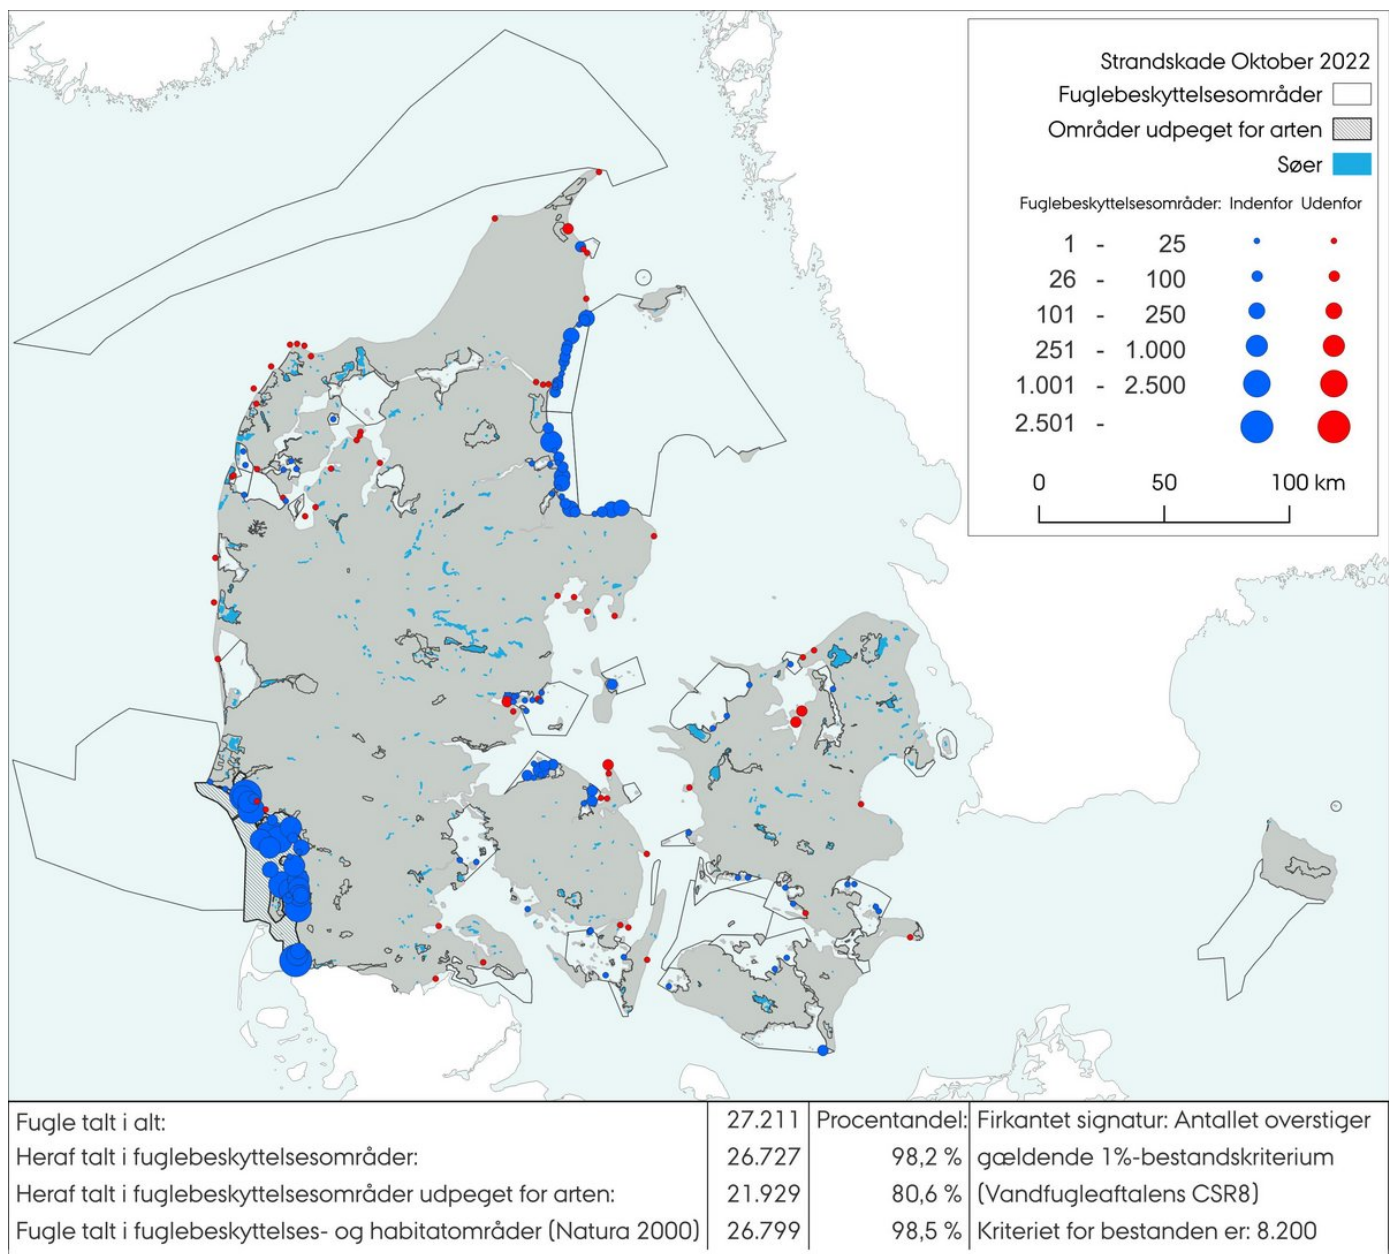 Strandskade Oktober 2022
Fuglebeskyttelsesområder
Områder udpeget for arten
Søer
Fuglebeskyttelsesområder: Indenfor Udenfor
1 - 25
26 - 100
101 - 250
251 - 1.000
1.001 - 2.500
2.501 -
0 50 100 km
Fugle talt i alt: 27.211 Procentandel: Firkantet signatur: Antallet overstiger
Heraf talt i fuglebeskyttelsesområder: 26.727 98,2 % gældende 1%-bestandskriterium
Heraf talt i fuglebeskyttelsesområder udpeget for arten: 21.929 80,6 % (Vandfugleaftalens CSR8)
Fugle talt i fuglebeskyttelses- og habitatområder (Natura 2000) 26.799 98,5 % Kriteriet for bestanden er: 8.200